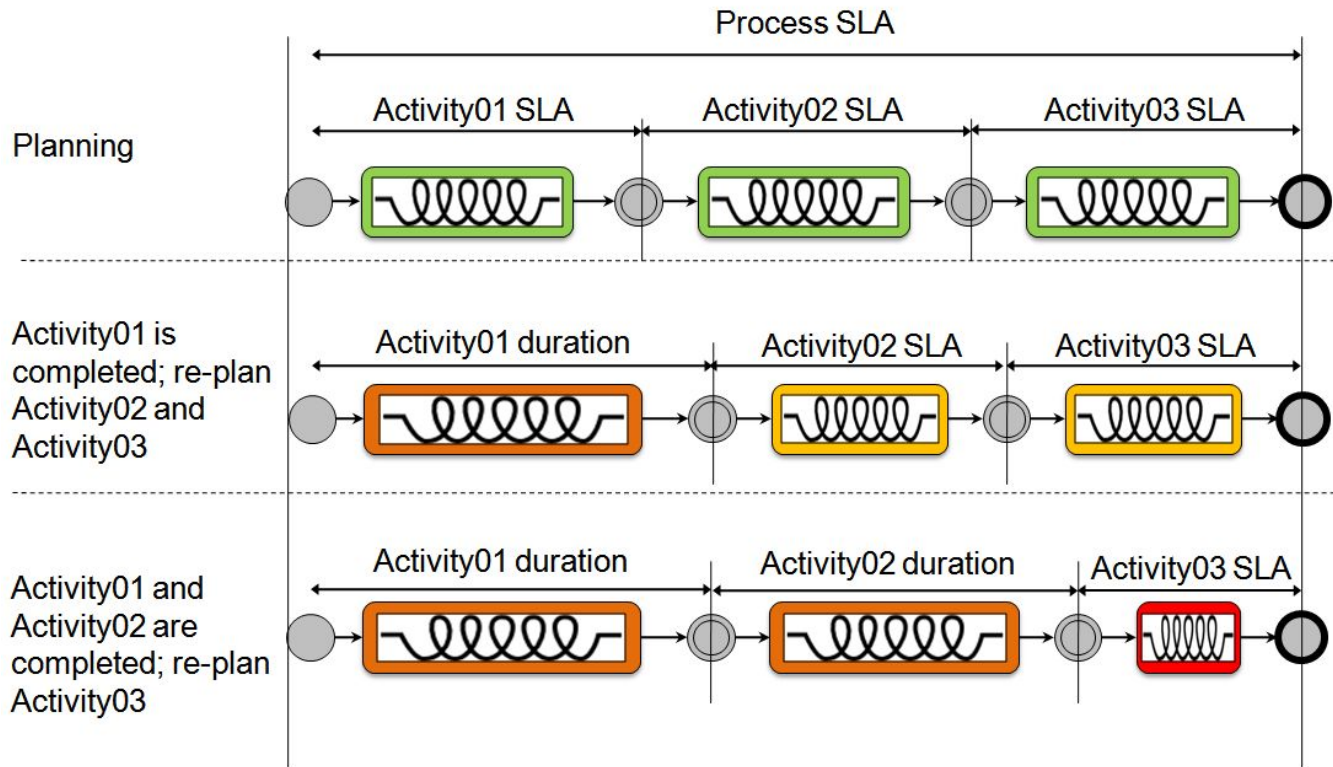 Process SLA
Activity01 SLA
Activity02 SLA
Activity03 SLA
Planning
Activity01 is
completed; re-plan
Activity02 and
Activity03
Activity01 duration
Activity02 SLA
Activity03 SLA
Activity01 and
Activity02 are
completed; re-plan
Activity03
Activity01 duration
Activity02 duration
Activity03 SLA